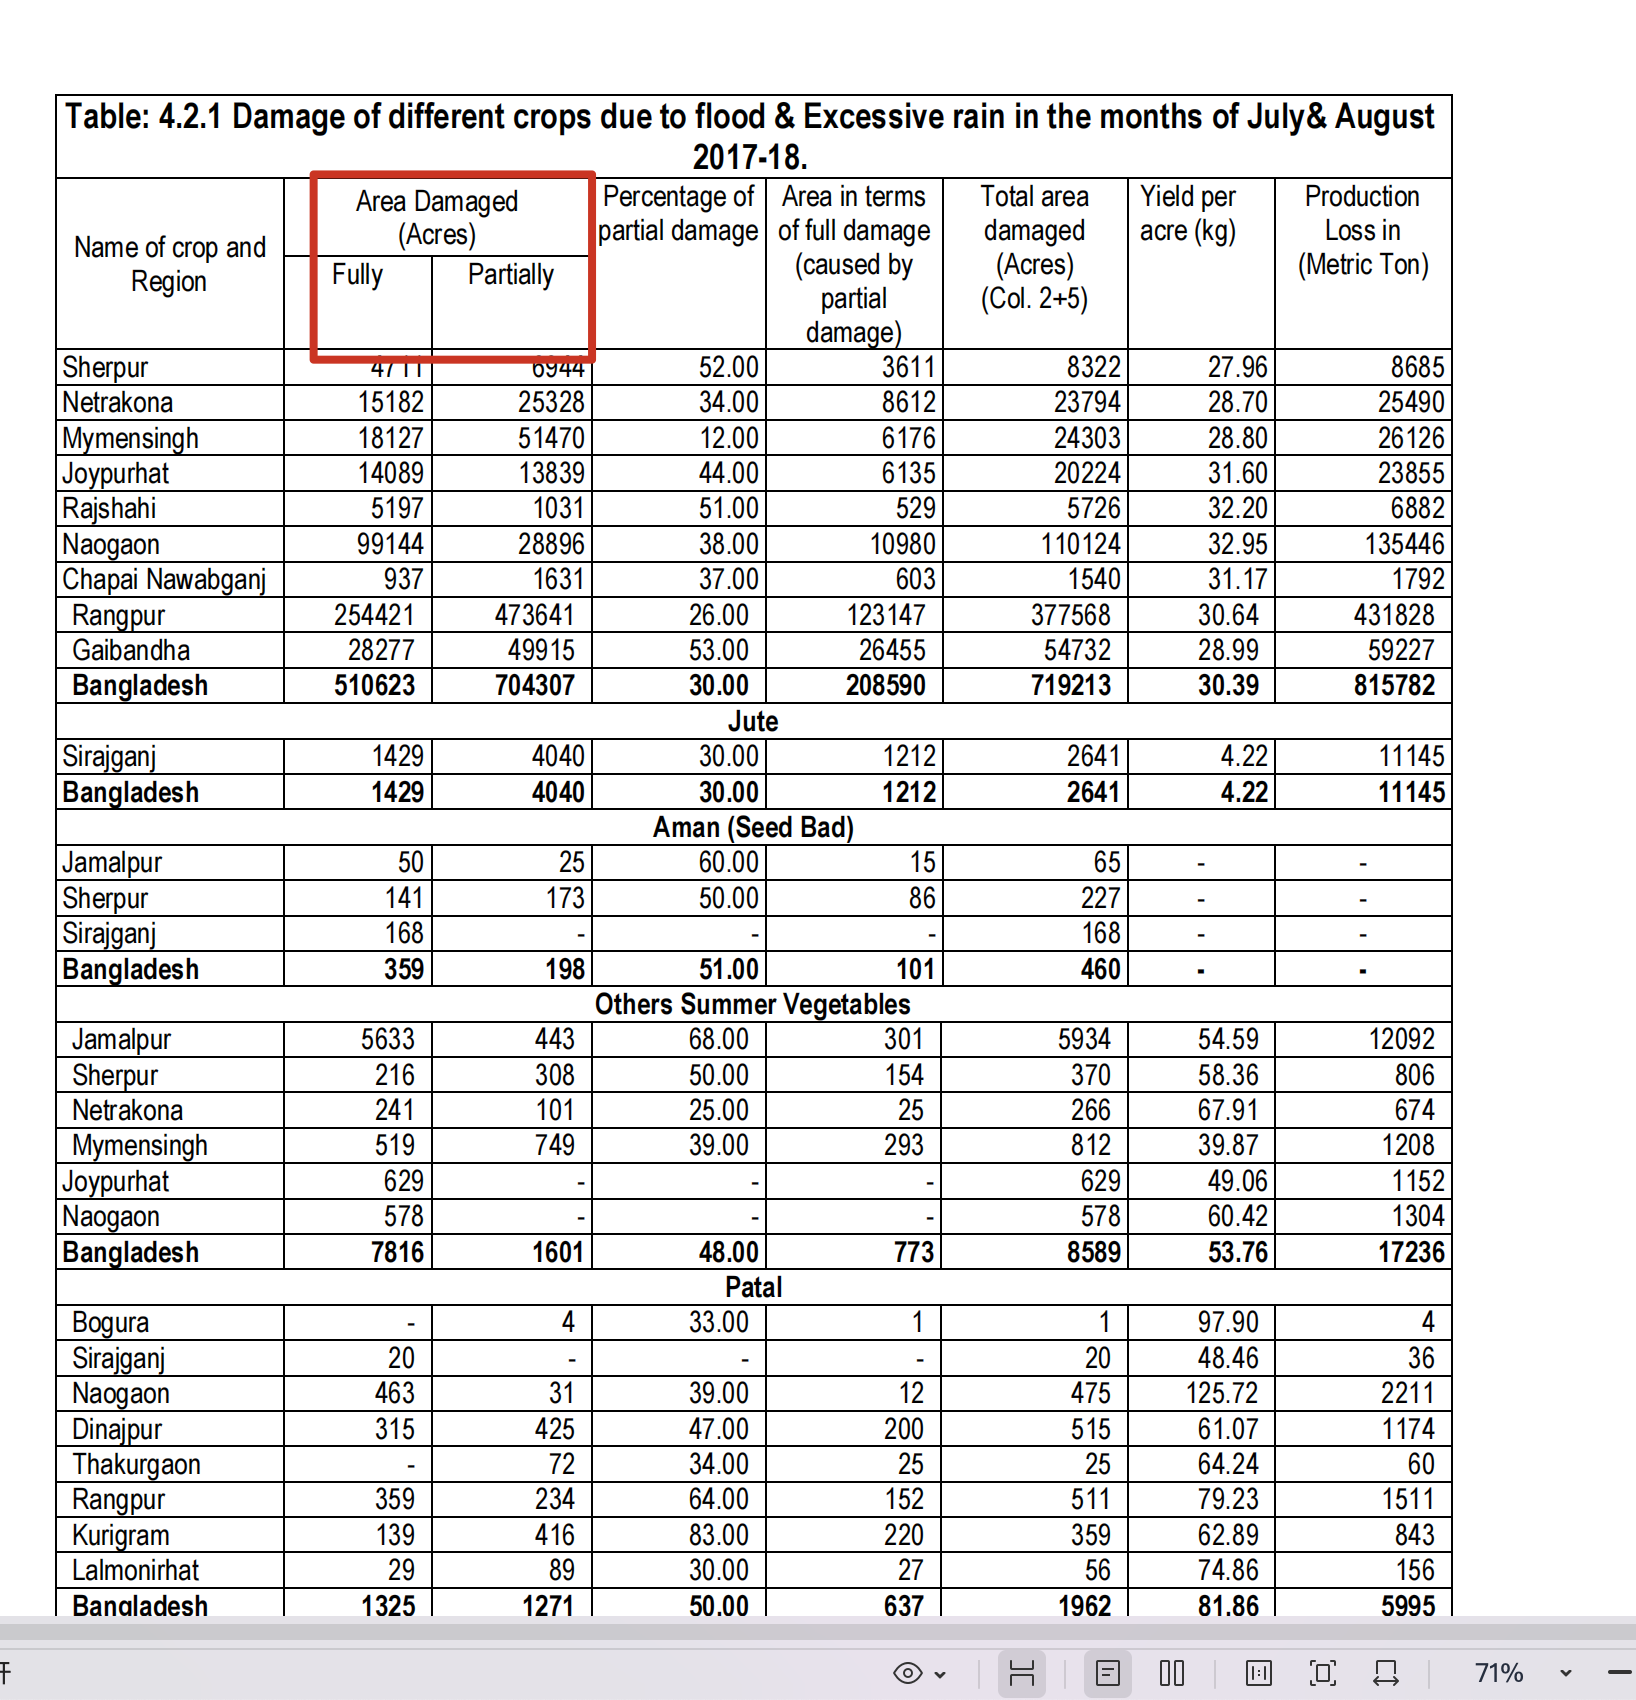 Table: 4.2.1 Damage of different crops due to flood & Excessive rain in the months of July& August
2017-18.
Name of crop and Region | Area Damaged (Acres) | Percentage of partial damage | Area in terms of full damage (caused by partial damage) | Total area damaged (Acres) (Col. 2+5) | Yield per acre (kg) | Production Loss in (Metric Ton)
Fully | Partially
Sherpur 4711 6944 52.00 3611 8322 27.96 8685
Netrakona 15182 25328 34.00 8612 23794 28.70 25490
Mymensingh 18127 51470 12.00 6176 24303 28.80 26126
Joypurhat 14089 13839 44.00 6135 20224 31.60 23855
Rajshahi 5197 1031 51.00 529 5726 32.20 6882
Naogaon 99144 28896 38.00 10980 110124 32.95 135446
Chapai Nawabganj 937 1631 37.00 603 1540 31.17 1792
Rangpur 254421 473641 26.00 123147 377568 30.64 431828
Gaibandha 28277 49915 53.00 26455 54732 28.99 59227
Bangladesh 510623 704307 30.00 208590 719213 30.39 815782
Jute
Sirajganj 1429 4040 30.00 1212 2641 4.22 11145
Bangladesh 1429 4040 30.00 1212 2641 4.22 11145
Aman (Seed Bad)
Jamalpur 50 25 60.00 15 65 - -
Sherpur 141 173 50.00 86 227 - -
Sirajganj 168 - - - 168 - -
Bangladesh 359 198 51.00 101 460 - -
Others Summer Vegetables
Jamalpur 5633 443 68.00 301 5934 54.59 12092
Sherpur 216 308 50.00 154 370 58.36 806
Netrakona 241 101 25.00 25 266 67.91 674
Mymensingh 519 749 39.00 293 812 39.87 1208
Joypurhat 629 - - - 629 49.06 1152
Naogaon 578 - - - 578 60.42 1304
Bangladesh 7816 1601 48.00 773 8589 53.76 17236
Patal
Bogura - 4 33.00 1 1 97.90 4
Sirajganj 20 - - - 20 48.46 36
Naogaon 463 31 39.00 12 475 125.72 2211
Dinajpur 315 425 47.00 200 515 61.07 1174
Thakurgaon - 72 34.00 25 25 64.24 60
Rangpur 359 234 64.00 152 511 79.23 1511
Kurigram 139 416 83.00 220 359 62.89 843
Lalmonirhat 29 89 30.00 27 56 74.86 156
Bangladesh 1325 1271 50.00 637 1962 81.86 5995
71%